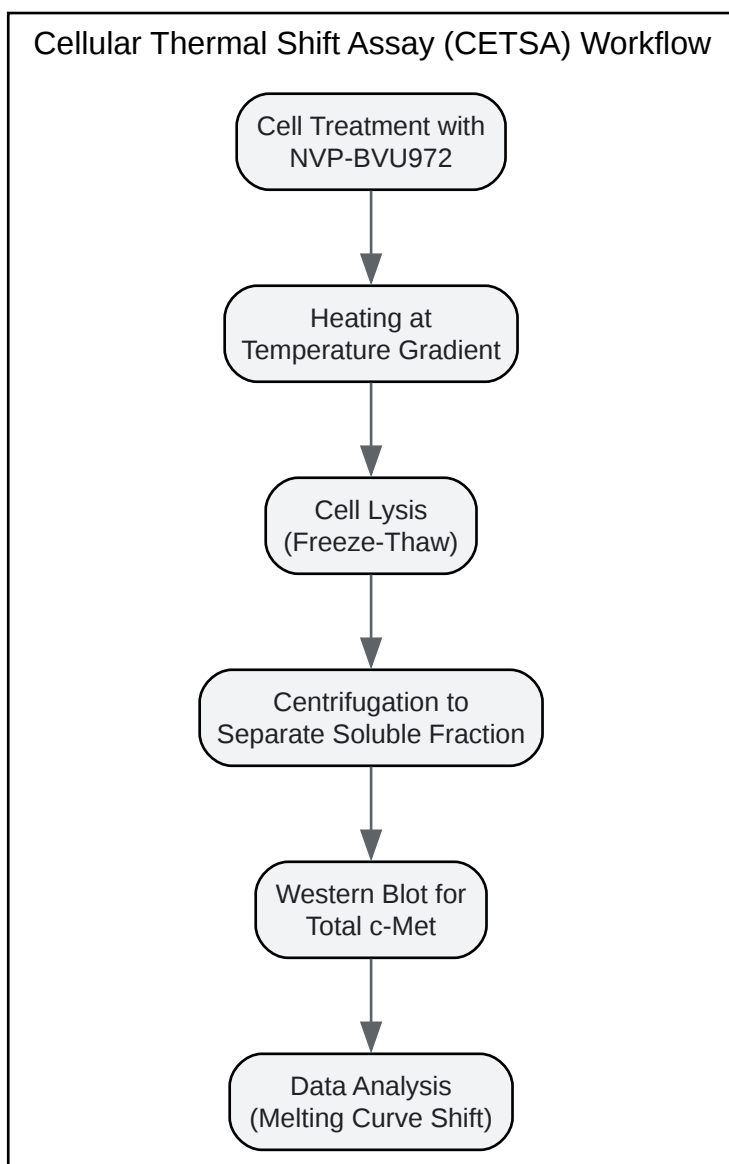 Cellular Thermal Shift Assay (CETSA) Workflow
Cell Treatment with
NVP-BVU972
Heating at
Temperature Gradient
Cell Lysis
(Freeze-Thaw)
Centrifugation to
Separate Soluble Fraction
Western Blot for
Total c-Met
Data Analysis
(Melting Curve Shift)